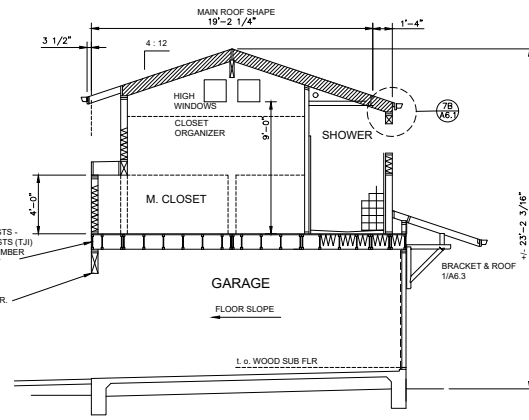 MAIN ROOF SHAPE
19'-2 1/4"
1'-4"
3 1/2"
4 : 12
HIGH
WINDOWS
CLOSET
ORGANIZER
9'-0"
SHOWER
7B
A6.1
4'-0"
M. CLOSET
STS -
STS (TJI)
MBER
R.
GARAGE
FLOOR SLOPE
BRACKET & ROOF
1/A6.3
+/- 23'-2 3/16"
t. o. WOOD SUB FLR